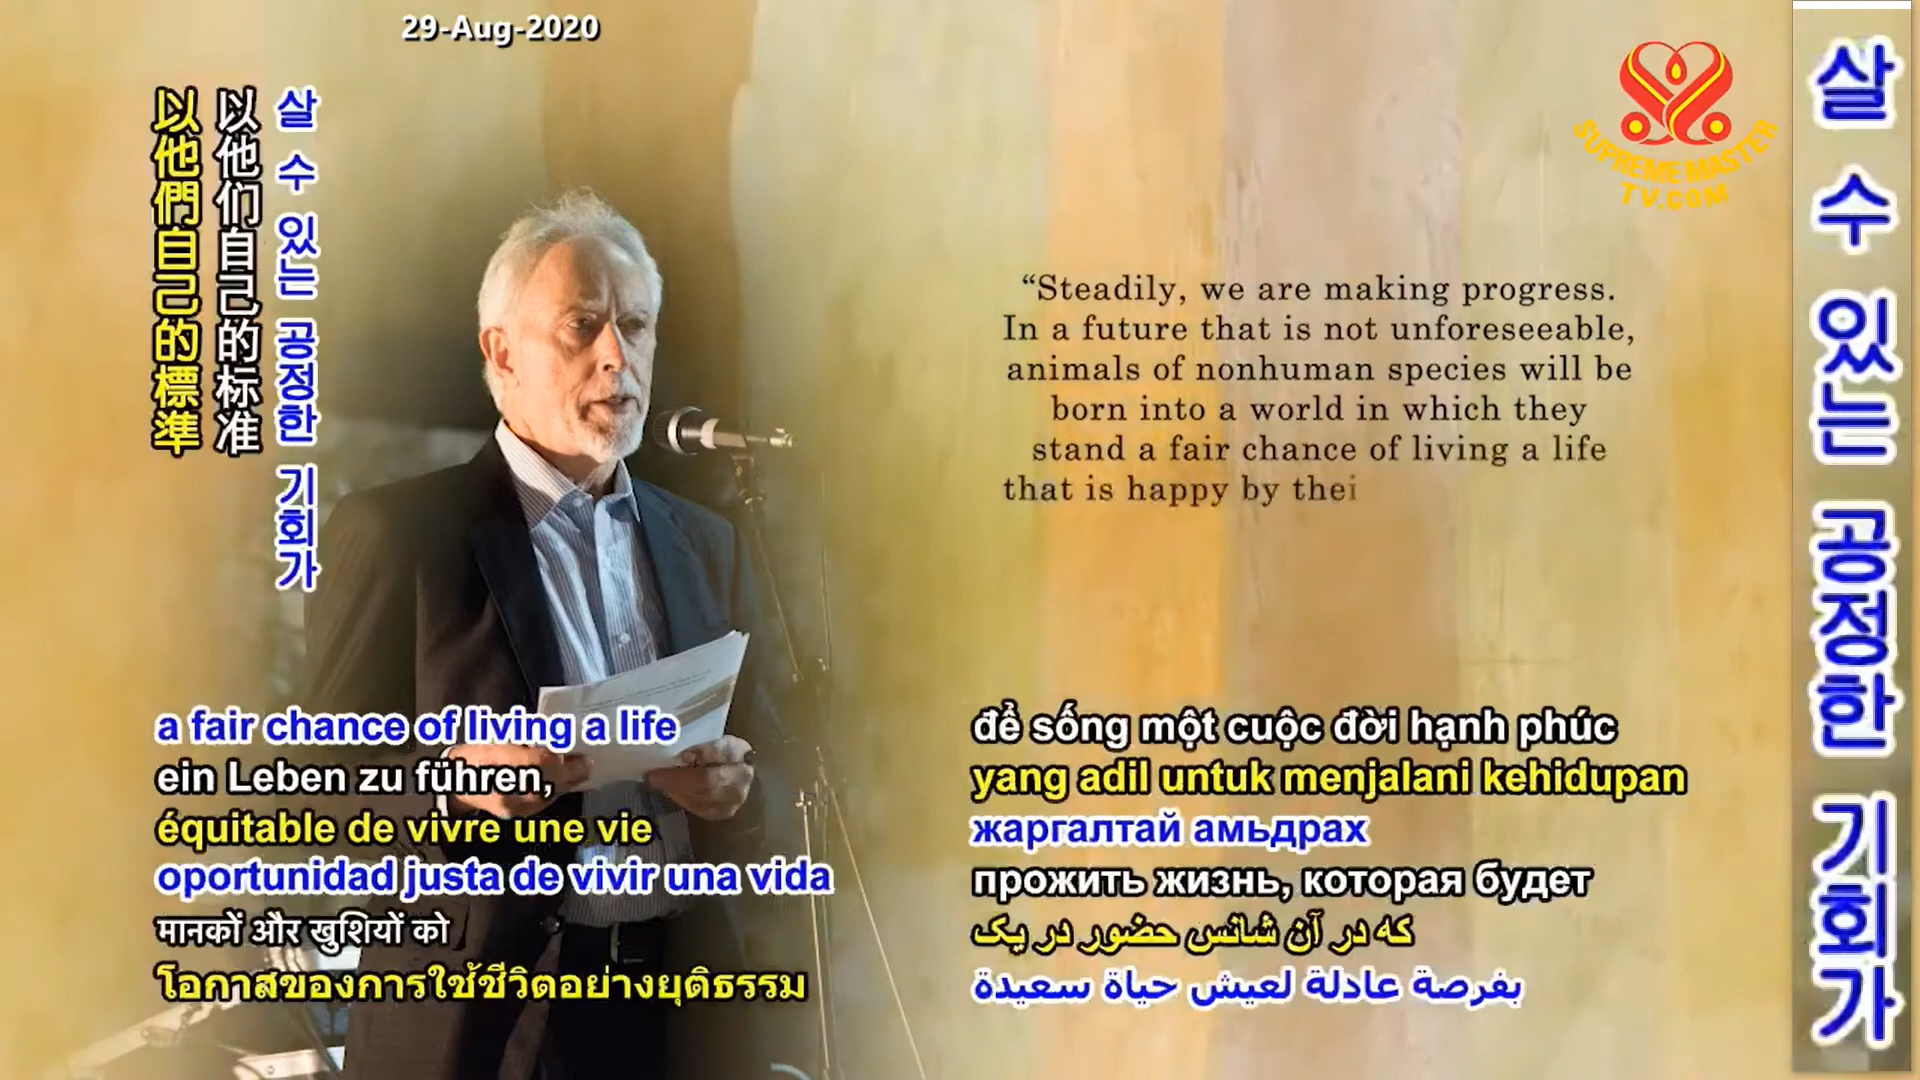 29-Aug-2020
以他們自己的標準
以他们自己的标准
살 수 있는 공정한 기회가
SUPREME MASTER
TV.COM
“Steadily, we are making progress.
In a future that is not unforeseeable,
animals of nonhuman species will be
born into a world in which they
stand a fair chance of living a life
that is happy by thei
a fair chance of living a life
ein Leben zu führen,
équitable de vivre une vie
oportunidad justa de vivir una vida
मानकों और खुशियों को
โอกาสของการใช้ชีวิตอย่างยุติธรรม
để sống một cuộc đời hạnh phúc
yang adil untuk menjalani kehidupan
жаргалтай амьдрах
прожить жизнь, которая будет
که در آن شانس حضور در یک
بفرصة عادلة لعيش حياة سعيدة
살 수 있는 공정한 기회가